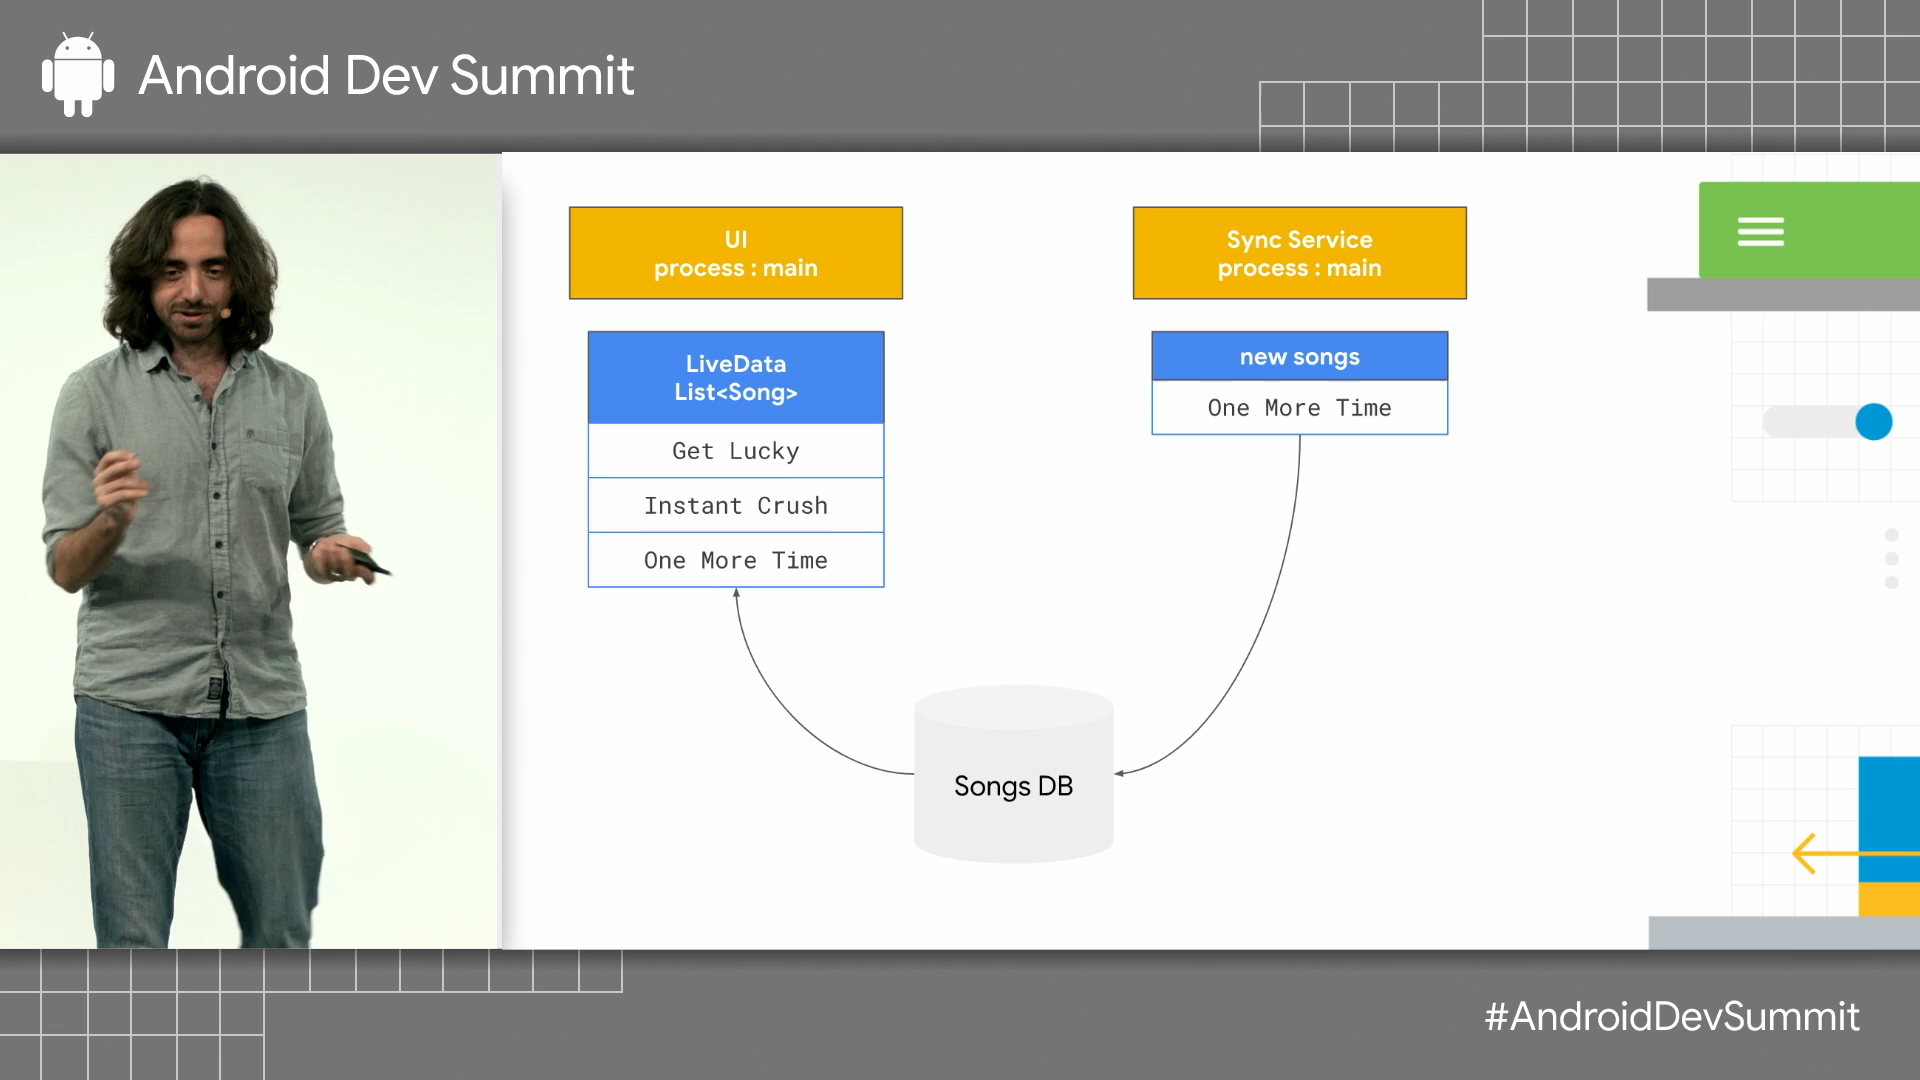 Android Dev Summit
UI
process : main
LiveData
List<Song>
Get Lucky
Instant Crush
One More Time
Sync Service
process : main
new songs
One More Time
Songs DB
#AndroidDevSummit